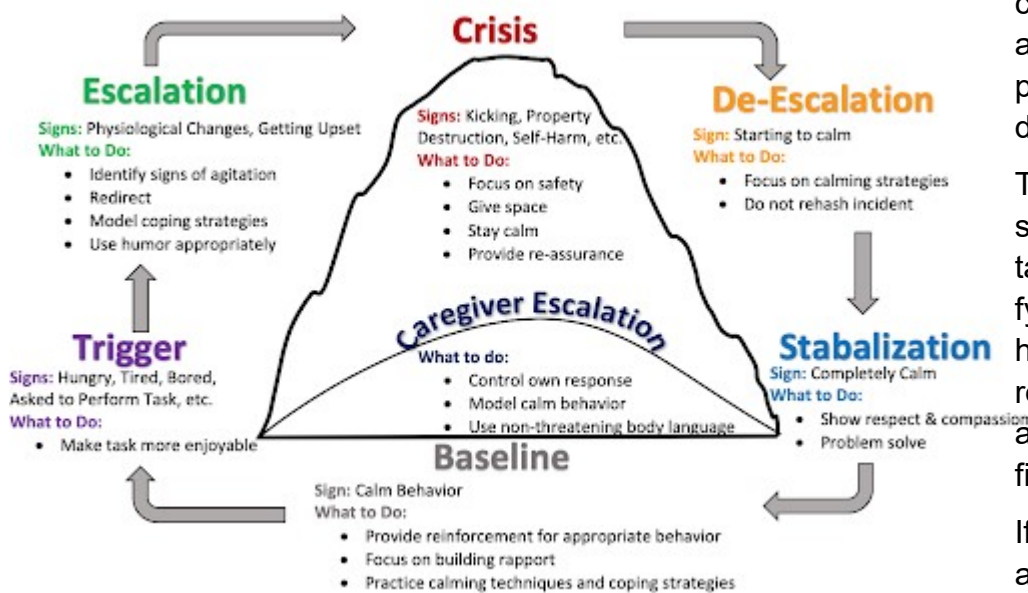 Crisis
Signs: Kicking, Property
Destruction, Self-Harm, etc.
What to Do:
• Focus on safety
• Give space
• Stay calm
• Provide re-assurance
Escalation
Signs: Physiological Changes, Getting Upset
What to Do:
• Identify signs of agitation
• Redirect
• Model coping strategies
• Use humor appropriately
De-Escalation
Sign: Starting to calm
What to Do:
• Focus on calming strategies
• Do not rehash incident
Trigger
Signs: Hungry, Tired, Bored,
Asked to Perform Task, etc.
What to Do:
• Make task more enjoyable
Caregiver Escalation
What to do:
• Control own response
• Model calm behavior
• Use non-threatening body language
Stabalization
Sign: Completely Calm
What to Do:
• Show respect & compassion
• Problem solve
Baseline
Sign: Calm Behavior
What to Do:
• Provide reinforcement for appropriate behavior
• Focus on building rapport
• Practice calming techniques and coping strategies